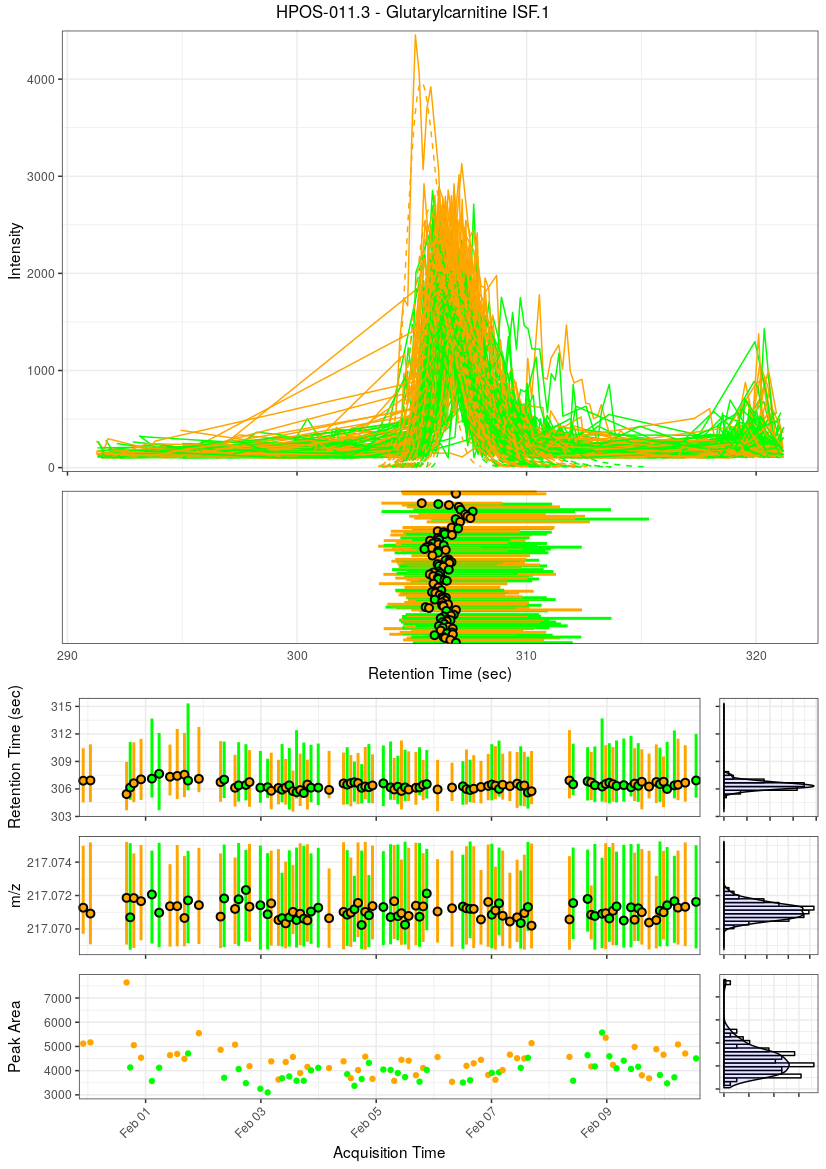 HPOS-011.3 - Glutarylcarnitine ISF.1
Intensity
4000
3000
2000
1000
0
290
300
310
320
Retention Time (sec)
Retention Time (sec)
315
312
309
306
303
m/z
217.074
217.072
217.070
Peak Area
7000
6000
5000
4000
3000
Feb 01
Feb 03
Feb 05
Feb 07
Feb 09
Acquisition Time